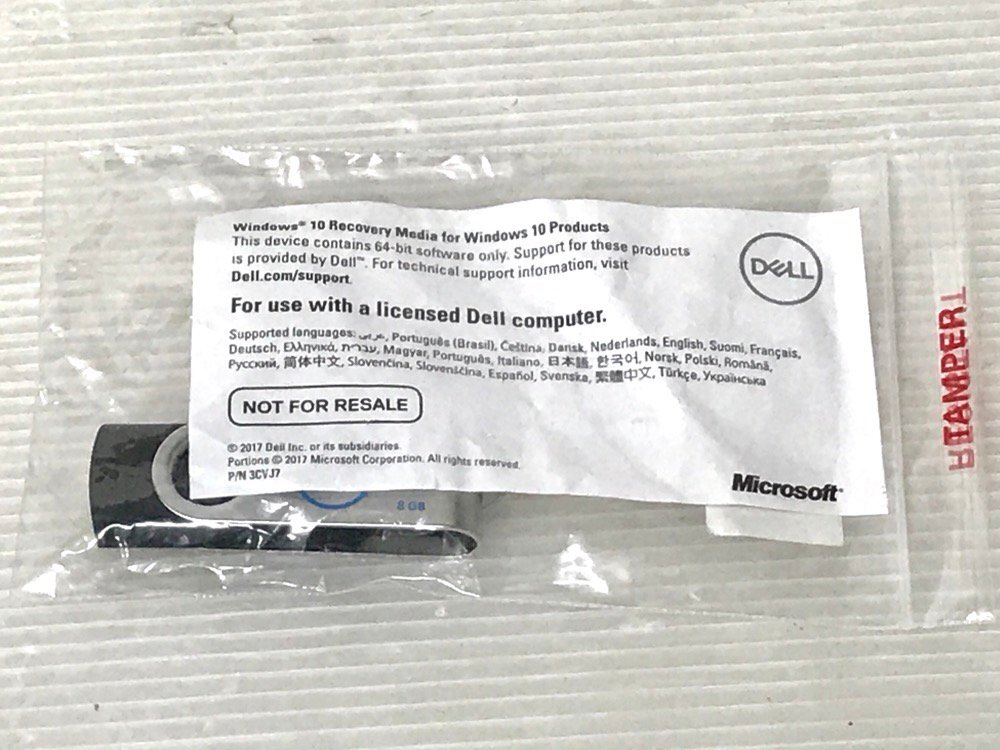 Windows® 10 Recovery Media for Windows 10 Products
This device contains 64-bit software only. Support for these products
is provided by Dell™. For technical support information, visit
Dell.com/support.
For use with a licensed Dell computer.
Supported languages: عربي, Português (Brasil), Čeština, Dansk, Nederlands, English, Suomi, Français,
Deutsch, Ελληνικά, עברית, Magyar, Português, Italiano, 日本語, 한국어, Norsk, Polski, Română,
Русский, 简体中文, Slovenčina, Slovenščina, Español, Svenska, 繁體中文, Türkçe, Українська
NOT FOR RESALE
© 2017 Dell Inc. or its subsidiaries.
Portions © 2017 Microsoft Corporation. All rights reserved.
P/N 3CVJ7
DELL
Microsoft®
8 GB